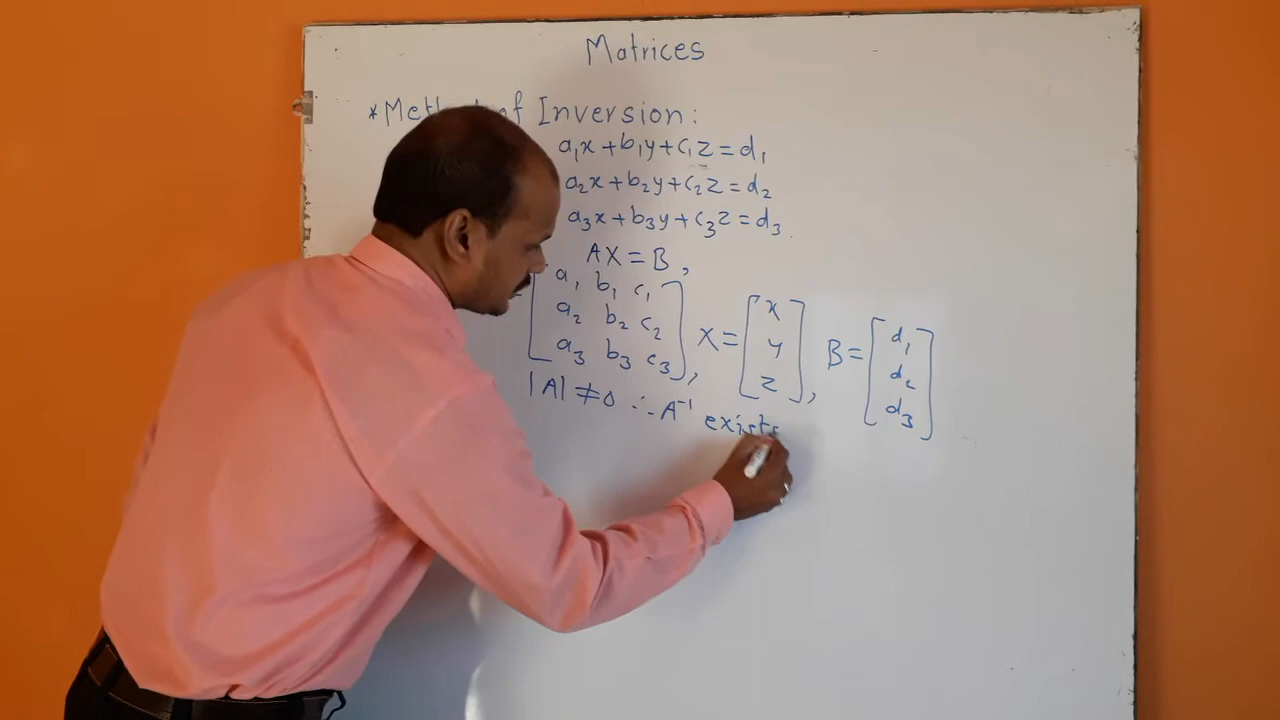 Matrices
*Method of Inversion:
a₁x+b₁y+c₁z=d₁
a₂x+b₂y+c₂z=d₂
a₃x+b₃y+c₃z=d₃.
AX=B,
[a₁ b₁ c₁
a₂ b₂ c₂
a₃ b₃ c₃], X=[x
y
z], B=[d₁
d₂
d₃]
|A|≠0 ∴A⁻¹ exists